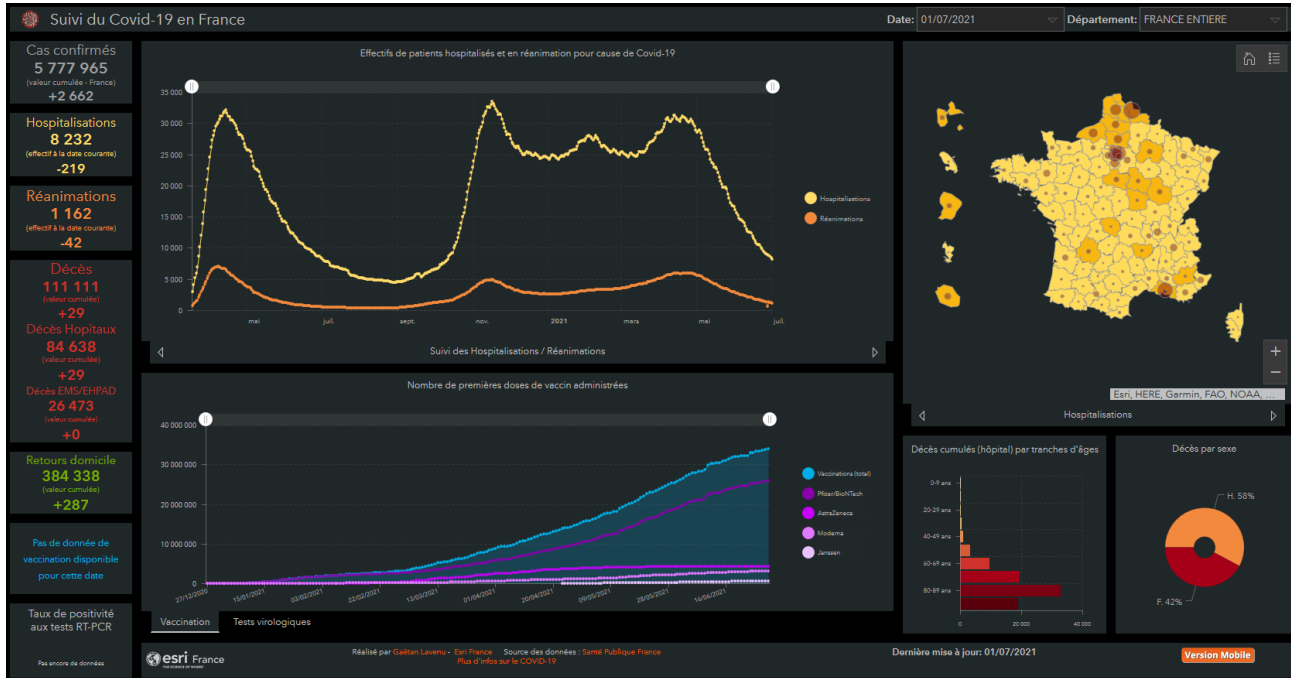 Suivi du Covid-19 en France
Date: 01/07/2021
Département: FRANCE ENTIERE
Cas confirmés
5 777 965
(valeur cumulée - France)
+2 662
Hospitalisations
8 232
(effectif à la date courante)
-219
Réanimations
1 162
(effectif à la date courante)
-42
Décès
111 111
(valeur cumulée)
+29
Décès Hopitaux
84 638
(valeur cumulée)
+29
Décès EMS/EHPAD
26 473
(valeur cumulée)
+0
Retours domicile
384 338
(valeur cumulée)
+287
Pas de donnée de
vaccination disponible
pour cette date
Taux de positivité
aux tests RT-PCR
Pas encore de données
Effectifs de patients hospitalisés et en réanimation pour cause de Covid-19
35 000
30 000
25 000
20 000
15 000
10 000
5 000
0
mai juil. sept. nov. 2021 mars mai juil.
Hospitalisations
Réanimations
Suivi des Hospitalisations / Réanimations
Nombre de premières doses de vaccin administrées
40 000 000
30 000 000
20 000 000
10 000 000
0
27/12/2020 15/01/2021 03/02/2021 22/02/2021 13/03/2021 01/04/2021 20/04/2021 09/05/2021 28/05/2021 16/06/2021
Vaccinations (total)
Pfizer/BioNTech
AstraZeneca
Moderna
Janssen
Vaccination Tests virologiques
Esri, HERE, Garmin, FAO, NOAA, ...
Hospitalisations
Décès cumulés (hôpital) par tranches d'âges
0-9 ans
20-29 ans
40-49 ans
60-69 ans
80-89 ans
0 20 000 40 000
Décès par sexe
H. 58%
F. 42%
esri France
THE SCIENCE OF WHERE
Réalisé par Gaëtan Lavenu - Esri France Source des données : Santé Publique France
Plus d'infos sur le COVID-19
Dernière mise à jour: 01/07/2021
Version Mobile